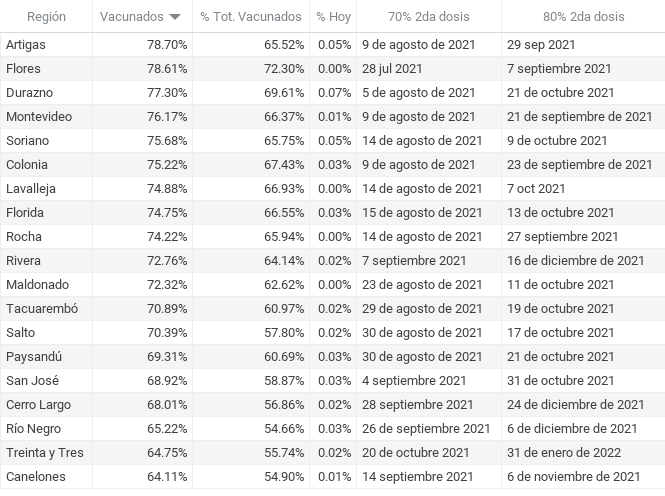 Región Vacunados % Tot. Vacunados % Hoy 70% 2da dosis 80% 2da dosis
Artigas 78.70% 65.52% 0.05% 9 de agosto de 2021 29 sep 2021
Flores 78.61% 72.30% 0.00% 28 jul 2021 7 septiembre 2021
Durazno 77.30% 69.61% 0.07% 5 de agosto de 2021 21 de octubre 2021
Montevideo 76.17% 66.37% 0.01% 9 de agosto de 2021 21 de septiembre de 2021
Soriano 75.68% 65.75% 0.05% 14 de agosto de 2021 9 de octubre 2021
Colonia 75.22% 67.43% 0.03% 9 de agosto de 2021 23 de septiembre de 2021
Lavalleja 74.88% 66.93% 0.00% 14 de agosto de 2021 7 oct 2021
Florida 74.75% 66.55% 0.03% 15 de agosto de 2021 13 de octubre 2021
Rocha 74.22% 65.94% 0.00% 14 de agosto de 2021 27 septiembre 2021
Rivera 72.76% 64.14% 0.02% 7 septiembre 2021 16 de diciembre de 2021
Maldonado 72.32% 62.62% 0.00% 23 de agosto de 2021 11 de octubre 2021
Tacuarembó 70.89% 60.97% 0.02% 29 de agosto de 2021 19 de octubre 2021
Salto 70.39% 57.80% 0.02% 30 de agosto de 2021 17 de octubre 2021
Paysandú 69.31% 60.69% 0.03% 30 de agosto de 2021 21 de octubre 2021
San José 68.92% 58.87% 0.03% 4 septiembre 2021 31 de octubre 2021
Cerro Largo 68.01% 56.86% 0.02% 28 septiembre 2021 24 de diciembre de 2021
Río Negro 65.22% 54.66% 0.03% 26 de septiembre 2021 6 de diciembre de 2021
Treinta y Tres 64.75% 55.74% 0.02% 20 de octubre 2021 31 de enero de 2022
Canelones 64.11% 54.90% 0.01% 14 septiembre 2021 6 de noviembre de 2021